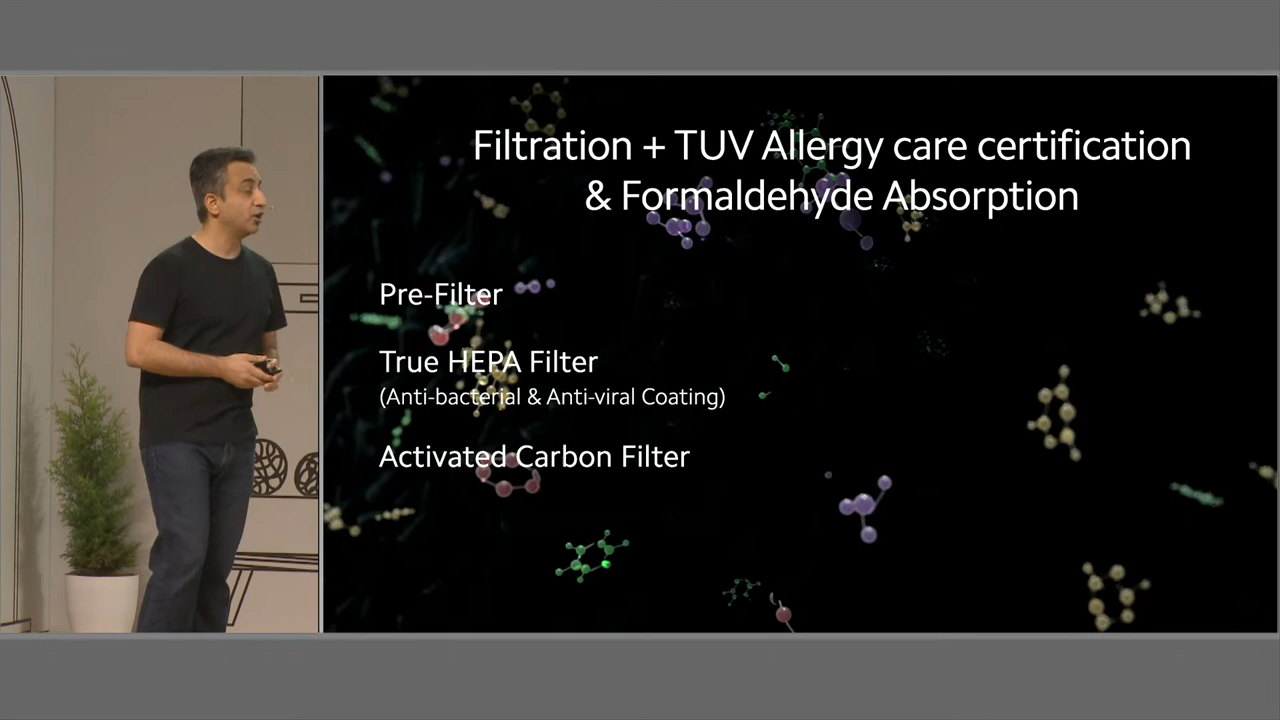 Filtration + TUV Allergy care certification
& Formaldehyde Absorption
Pre-Filter
True HEPA Filter
(Anti-bacterial & Anti-viral Coating)
Activated Carbon Filter